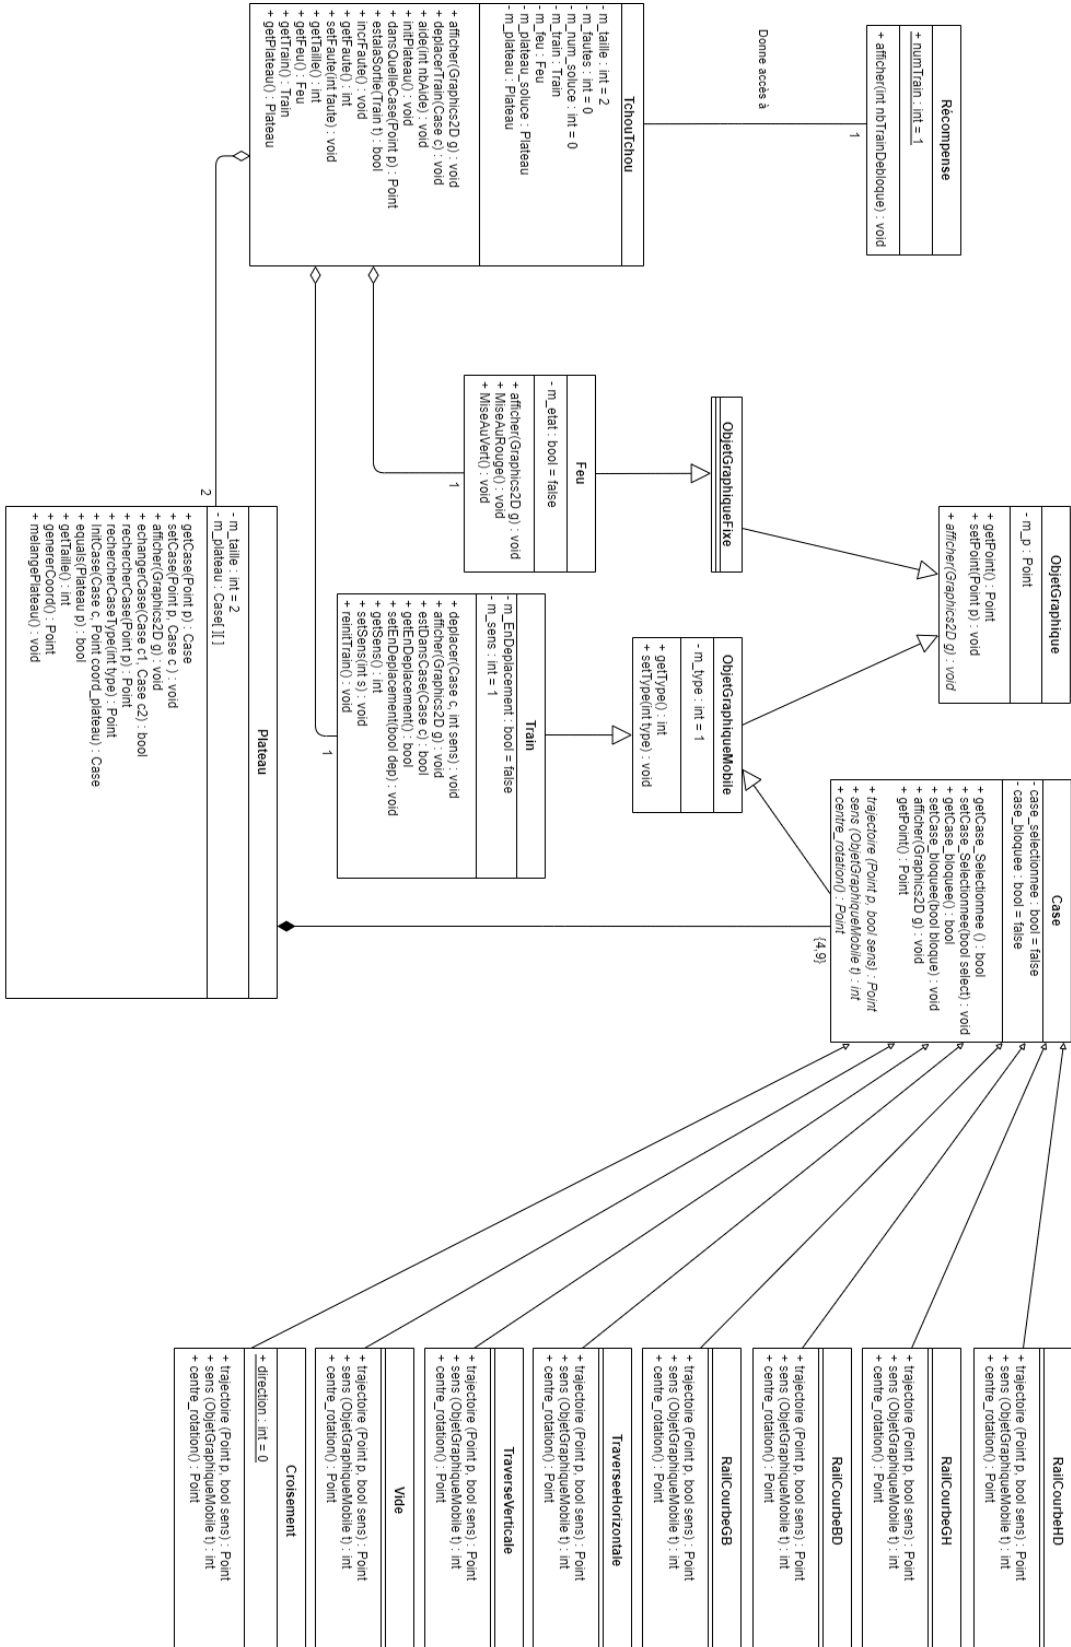 Récompense
+ numTrain : int = 1
+ afficher(int nbTrainDebloque) : void
1
Donne accès à
TchouTchou
- m_taille : int = 2
- m_fautes : int = 0
- m_num_soluce : int = 0
- m_train : Train
- m_feu : Feu
- m_plateau_soluce : Plateau
- m_plateau : Plateau
+ afficher(Graphics2D g) : void
+ deplacerTrain(Case c) : void
+ aide(int nbAide) : void
+ initPlateau() : void
+ dansQuelleCase(Point p) : Point
+ estalaSortie(Train t) : bool
+ incrFaute() : void
+ getFaute() : int
+ setFaute(int faute) : void
+ getTaille() : int
+ getFeu() : Feu
+ getTrain() : Train
+ getPlateau() : Plateau
ObjetGraphique
- m_p : Point
+ getPoint() : Point
+ setPoint(Point p) : void
+ afficher(Graphics2D g) : void
ObjetGraphiqueFixe
Feu
- m_etat : bool = false
+ afficher(Graphics2D g) : void
+ MiseAuRouge() : void
+ MiseAuVert() : void
1
ObjetGraphiqueMobile
- m_type : int = 1
+ getType() : int
+ setType(int type) : void
Train
- m_EnDeplacement : bool = false
- m_sens : int = 1
+ deplacer(Case c, int sens) : void
+ afficher(Graphics2D g) : void
+ estDansCase(Case c) : bool
+ getEnDeplacement() : bool
+ setEnDeplacement(bool dep) : void
+ getSens() : int
+ setSens(int s) : void
+ reinitTrain() : void
1
2
Plateau
- m_taille : int = 2
- m_plateau : Case[ ][ ]
+ getCase(Point p) : Case
+ setCase(Point p, Case c ) : void
+ afficher(Graphics2D g) : void
+ echangerCase(Case c1, Case c2) : bool
+ rechercherCase(Point p) : Point
+ rechercherCaseType(int type) : Point
+ InitCase(Case c, Point coord_plateau) : Case
+ equals(Plateau p) : bool
+ getTaille() : int
+ genererCoord() : Point
+ melangePlateau() : void
Case
- case_selectionnee : bool = false
- case_bloquee : bool = false
+ getCase_Selectionnee () : bool
+ setCase_Selectionnee(bool select) : void
+ getCase_bloquee() : bool
+ setCase_bloquee(bool bloque) : void
+ afficher(Graphics2D g) : void
+ getPoint() : Point
+ trajectoire (Point p, bool sens) : Point
+ sens (ObjetGraphiqueMobile t) : int
+ centre_rotation() : Point
{4,9}
RailCourbeHD
+ trajectoire (Point p, bool sens) : Point
+ sens (ObjetGraphiqueMobile t) : int
+ centre_rotation() : Point
RailCourbeGH
+ trajectoire (Point p, bool sens) : Point
+ sens (ObjetGraphiqueMobile t) : int
+ centre_rotation() : Point
RailCourbeBD
+ trajectoire (Point p, bool sens) : Point
+ sens (ObjetGraphiqueMobile t) : int
+ centre_rotation() : Point
RailCourbeGB
+ trajectoire (Point p, bool sens) : Point
+ sens (ObjetGraphiqueMobile t) : int
+ centre_rotation() : Point
TraverseeHorizontale
+ trajectoire (Point p, bool sens) : Point
+ sens (ObjetGraphiqueMobile t) : int
+ centre_rotation() : Point
TraverseVerticale
+ trajectoire (Point p, bool sens) : Point
+ sens (ObjetGraphiqueMobile t) : int
+ centre_rotation() : Point
Vide
+ trajectoire (Point p, bool sens) : Point
+ sens (ObjetGraphiqueMobile t) : int
+ centre_rotation() : Point
Croisement
+ direction : int = 0
+ trajectoire (Point p, bool sens) : Point
+ sens (ObjetGraphiqueMobile t) : int
+ centre_rotation() : Point